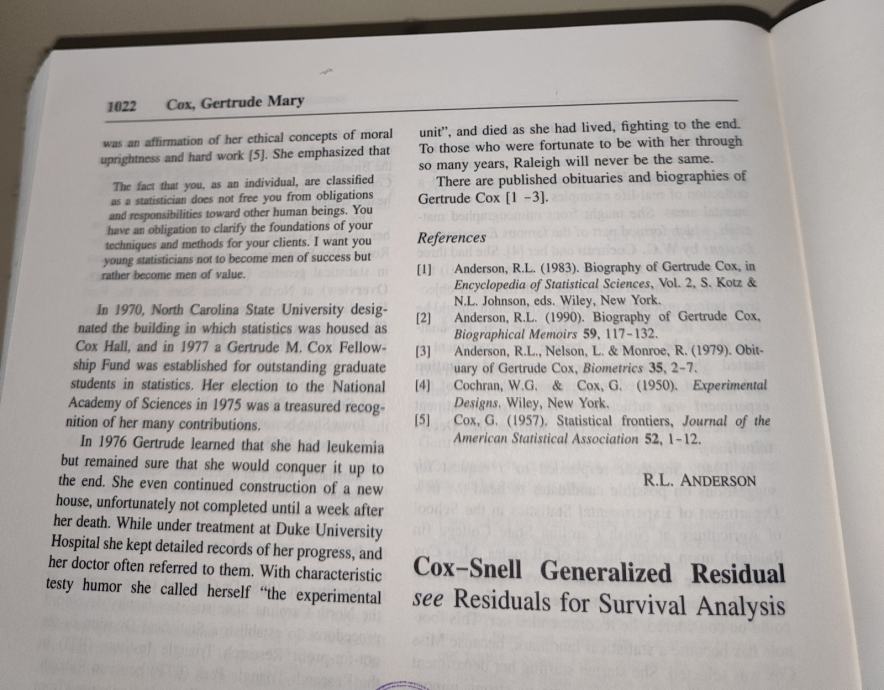 1022 Cox, Gertrude Mary
was an affirmation of her ethical concepts of moral
uprightness and hard work [5]. She emphasized that
The fact that you, as an individual, are classified
as a statistician does not free you from obligations
and responsibilities toward other human beings. You
have an obligation to clarify the foundations of your
techniques and methods for your clients. I want you
young statisticians not to become men of success but
rather become men of value.
In 1970, North Carolina State University desig-
nated the building in which statistics was housed as
Cox Hall, and in 1977 a Gertrude M. Cox Fellow-
ship Fund was established for outstanding graduate
students in statistics. Her election to the National
Academy of Sciences in 1975 was a treasured recog-
nition of her many contributions.
In 1976 Gertrude learned that she had leukemia
but remained sure that she would conquer it up to
the end. She even continued construction of a new
house, unfortunately not completed until a week after
her death. While under treatment at Duke University
Hospital she kept detailed records of her progress, and
her doctor often referred to them. With characteristic
testy humor she called herself “the experimental
unit”, and died as she had lived, fighting to the end.
To those who were fortunate to be with her through
so many years, Raleigh will never be the same.
There are published obituaries and biographies of
Gertrude Cox [1 –3].
References
[1] Anderson, R.L. (1983). Biography of Gertrude Cox, in
Encyclopedia of Statistical Sciences, Vol. 2, S. Kotz &
N.L. Johnson, eds. Wiley, New York.
[2] Anderson, R.L. (1990). Biography of Gertrude Cox,
Biographical Memoirs 59, 117–132.
[3] Anderson, R.L., Nelson, L. & Monroe, R. (1979). Obit-
uary of Gertrude Cox, Biometrics 35, 2–7.
[4] Cochran, W.G. & Cox, G. (1950). Experimental
Designs. Wiley, New York.
[5] Cox, G. (1957). Statistical frontiers, Journal of the
American Statistical Association 52, 1–12.
R.L. ANDERSON
Cox–Snell Generalized Residual
see Residuals for Survival Analysis